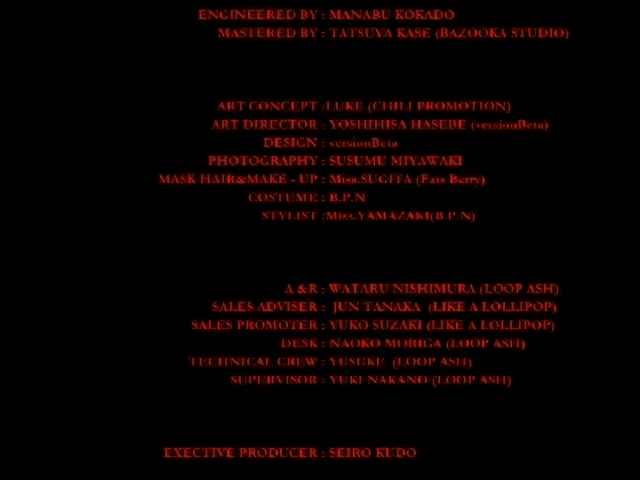 ENGINEERED BY : MANABU KOKADO
MASTERED BY : TATSUYA KASE (BAZOOKA STUDIO)
ART CONCEPT :LUKE (CHILI PROMOTION)
ART DIRECTOR : YOSHIHISA HASEBE (versionBeta)
DESIGN : versionBeta
PHOTOGRAPHY : SUSUMU MIYAWAKI
MASK HAIR&MAKE - UP : Miss.SUGITA (Fats Berry)
COSTUME : B.P.N
STYLIST :Miss.YAMAZAKI(B.P.N)
A &R : WATARU NISHIMURA (LOOP ASH)
SALES ADVISER : JUN TANAKA (LIKE A LOLLIPOP)
SALES PROMOTER : YUKO SUZAKI (LIKE A LOLLIPOP)
DESK : NAOKO MORIGA (LOOP ASH)
TECHNICAL CREW : YUSUKE (LOOP ASH)
SUPERVISOR : YUKI NAKANO (LOOP ASH)
EXECTIVE PRODUCER : SEIRO KUDO